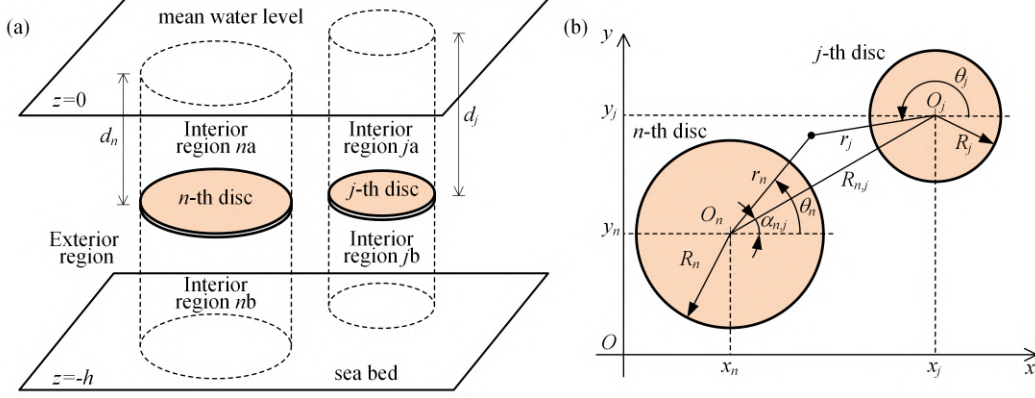 (a)
mean water level
z=0
d_n
d_j
Interior
region na
Interior
region ja
n-th disc
j-th disc
Exterior
region
Interior
region jb
Interior
region nb
z=-h
sea bed
(b)
y
j-th disc
θ_j
O_j
y_j
n-th disc
r_j
R_j
R_{n,j}
r_n
θ_n
O_n
α_{n,j}
y_n
R_n
O
x_n
x_j
x